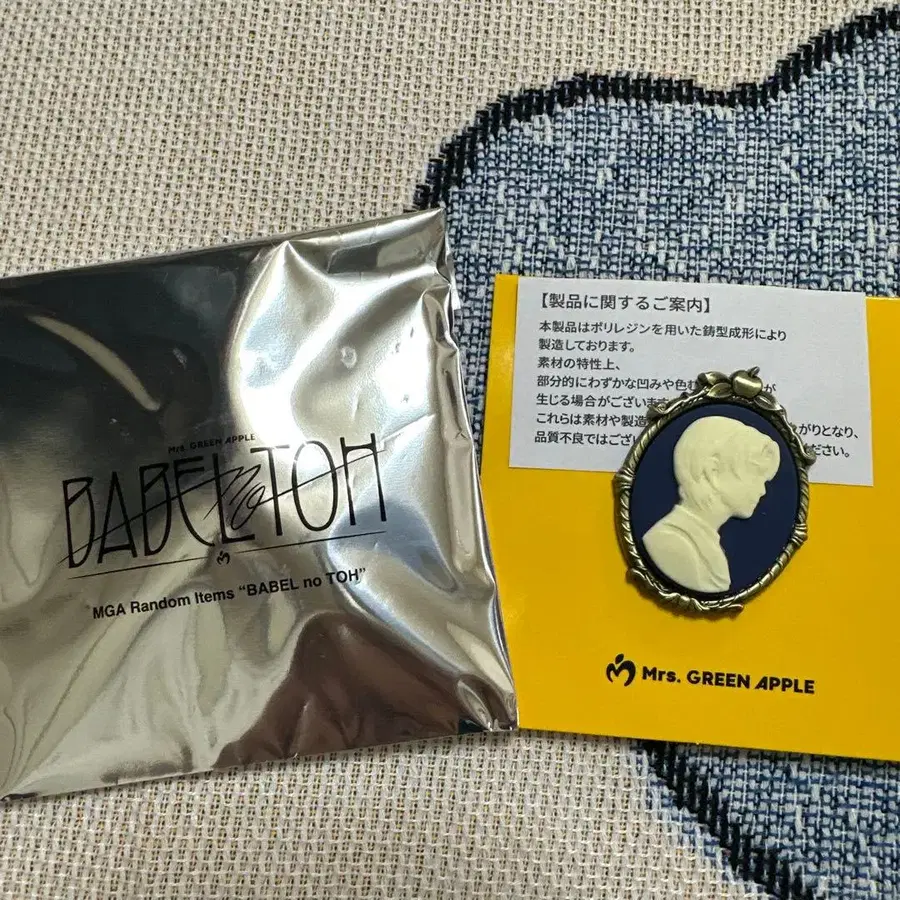 Mrs. GREEN APPLE
BABEL no TOH
MGA Random Items “BABEL no TOH”
【製品に関するご案内】
本製品はポリレジンを用いた鋳型成形により
製造しております。
素材の特性上、
部分的にわずかな凹みや色む が
生じる場合がございます
これらは素材や製造 がりとなり、
品質不良ではござい ださい。
Mrs. GREEN APPLE